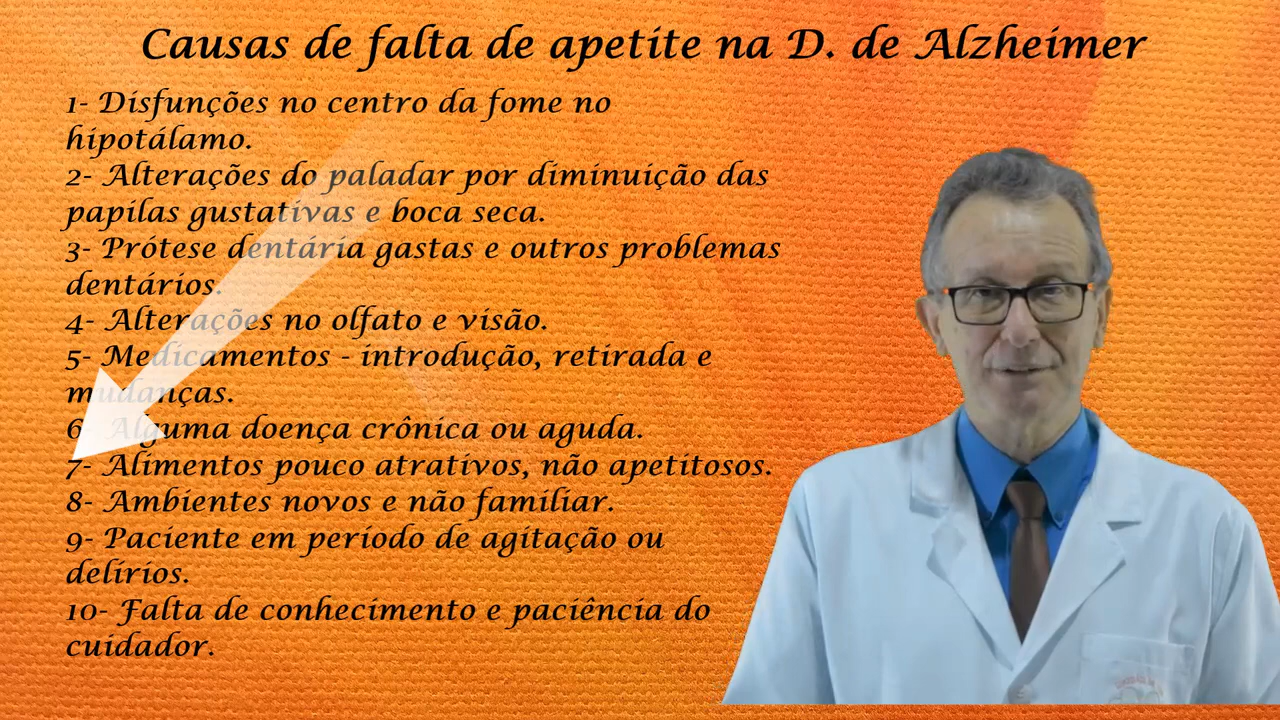 Causas de falta de apetite na D. de Alzheimer
1- Disfunções no centro da fome no
hipotálamo.
2- Alterações do paladar por diminuição das
papilas gustativas e boca seca.
3- Prótese dentária gastas e outros problemas
dentários.
4- Alterações no olfato e visão.
5- Medicamentos - introdução, retirada e
mudanças.
6- Alguma doença crônica ou aguda.
7- Alimentos pouco atrativos, não apetitosos.
8- Ambientes novos e não familiar.
9- Paciente em período de agitação ou
delírios.
10- Falta de conhecimento e paciência do
cuidador.